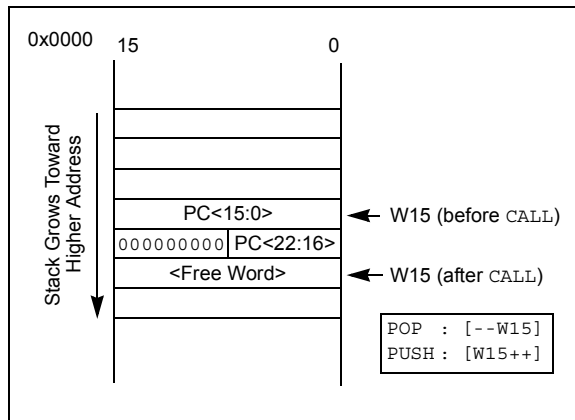 0x0000
15 0
Stack Grows Toward
Higher Address
PC<15:0>
W15 (before CALL)
000000000 PC<22:16>
<Free Word>
W15 (after CALL)
POP : [--W15]
PUSH : [W15++]